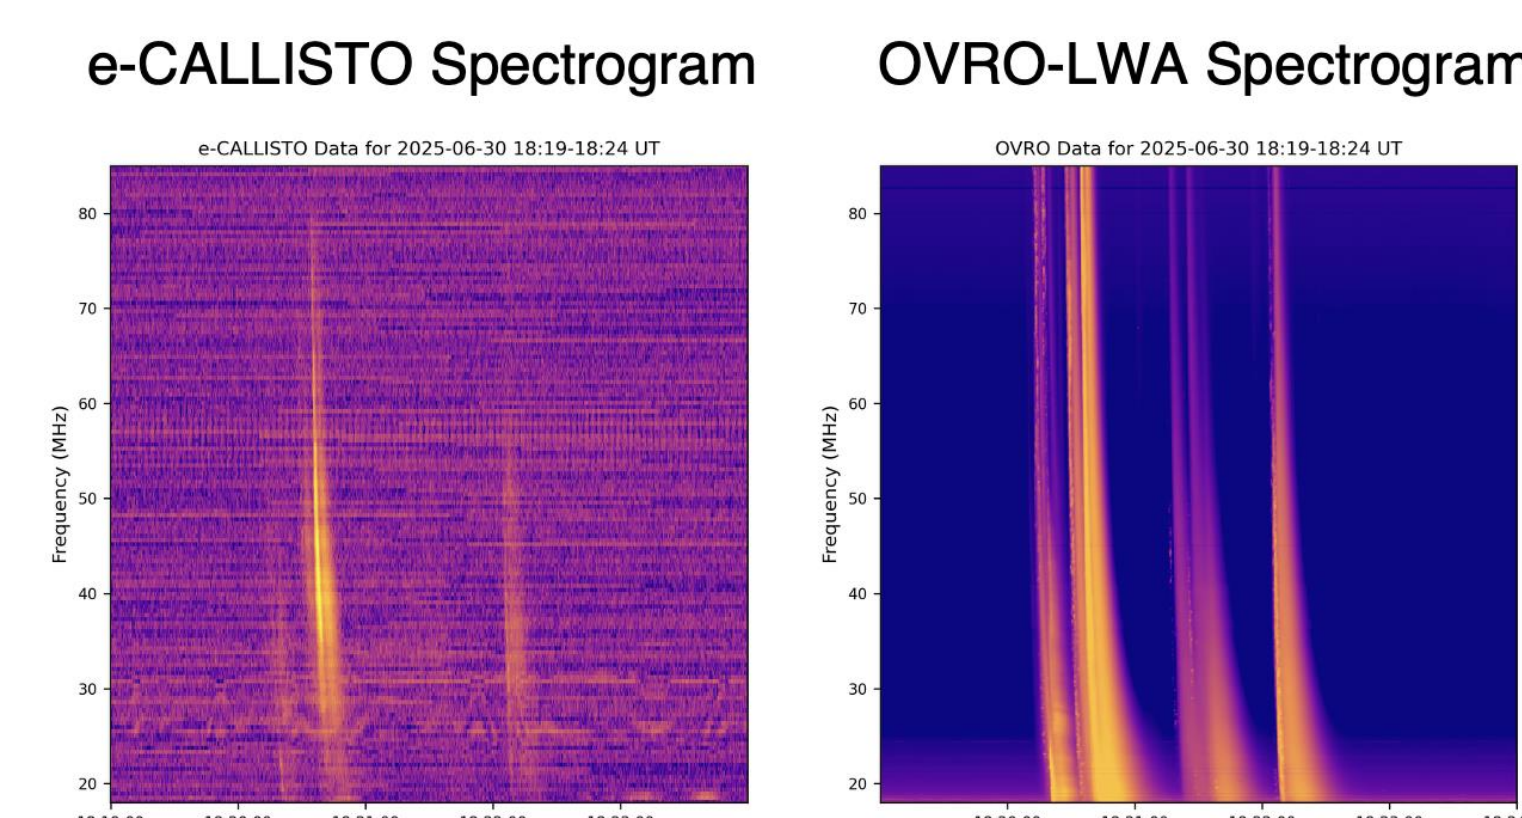 e-CALLISTO Spectrogram
OVRO-LWA Spectrogram
e-CALLISTO Data for 2025-06-30 18:19-18:24 UT
80
70
60
50
40
30
20
Frequency (MHz)
OVRO Data for 2025-06-30 18:19-18:24 UT
80
70
60
50
40
30
20
Frequency (MHz)